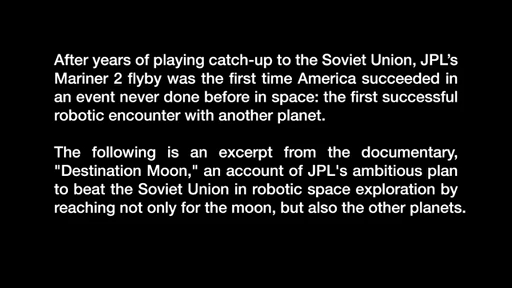 After years of playing catch-up to the Soviet Union, JPL's
Mariner 2 flyby was the first time America succeeded in
an event never done before in space: the first successful
robotic encounter with another planet.
The following is an excerpt from the documentary,
"Destination Moon," an account of JPL's ambitious plan
to beat the Soviet Union in robotic space exploration by
reaching not only for the moon, but also the other planets.